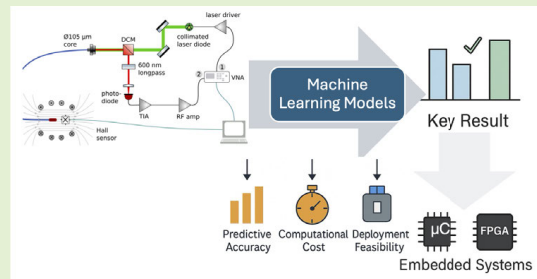 laser driver
Ø105 µm
core
DCM
collimated
laser diode
600 nm
longpass
①
②
VNA
photo-
diode
TIA
RF amp
Hall
sensor
Machine
Learning Models
Key Result
Predictive
Accuracy
Computational
Cost
Deployment
Feasibility
µC
FPGA
Embedded Systems